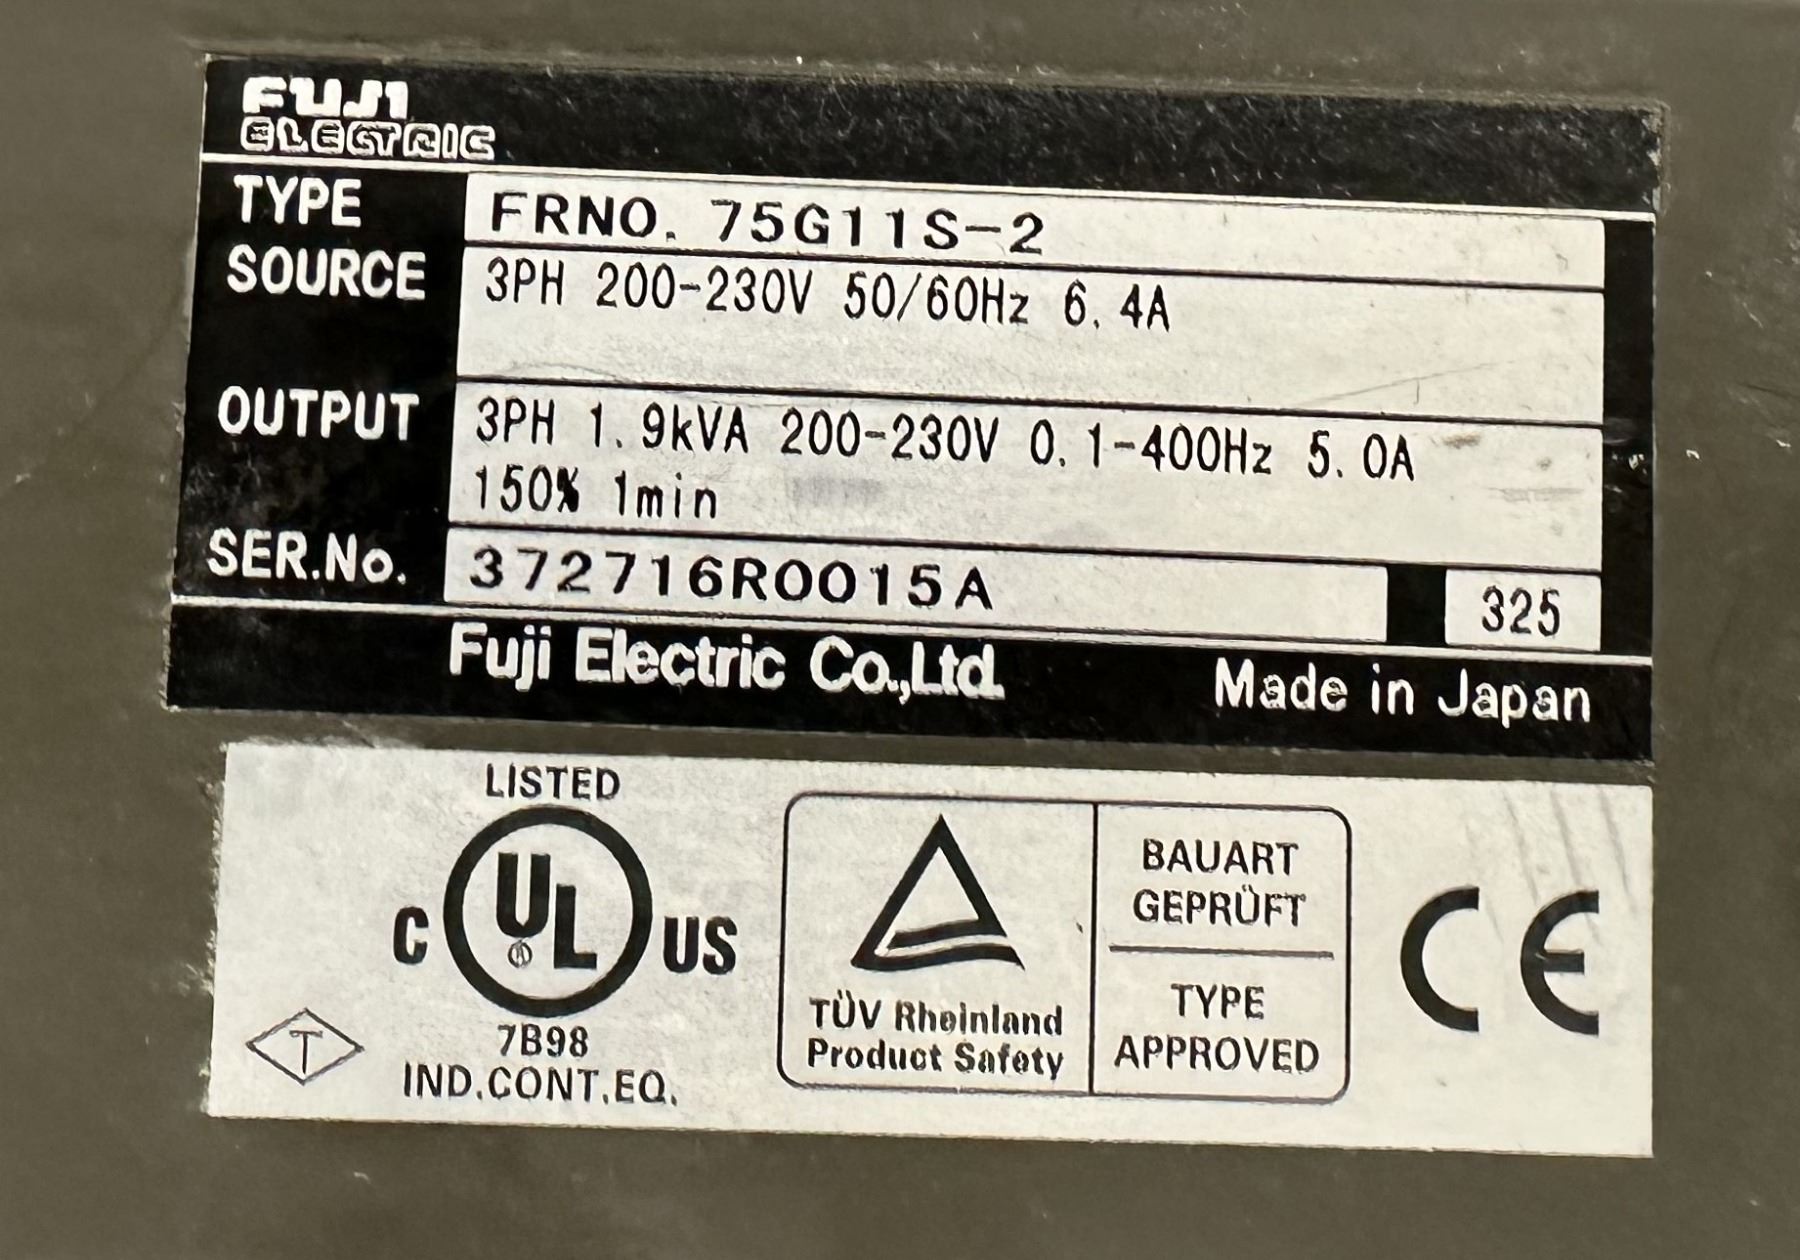 FUJI
ELECTRIC
TYPE FRNO. 75G11S-2
SOURCE 3PH 200-230V 50/60Hz 6.4A
OUTPUT 3PH 1.9kVA 200-230V 0.1-400Hz 5.0A
150% 1min
SER.No. 372716R0015A 325
Fuji Electric Co.,Ltd. Made in Japan
LISTED
C UL® US
7B98
IND.CONT.EQ.
T
TÜV Rheinland
Product Safety
BAUART
GEPRÜFT
TYPE
APPROVED
CE